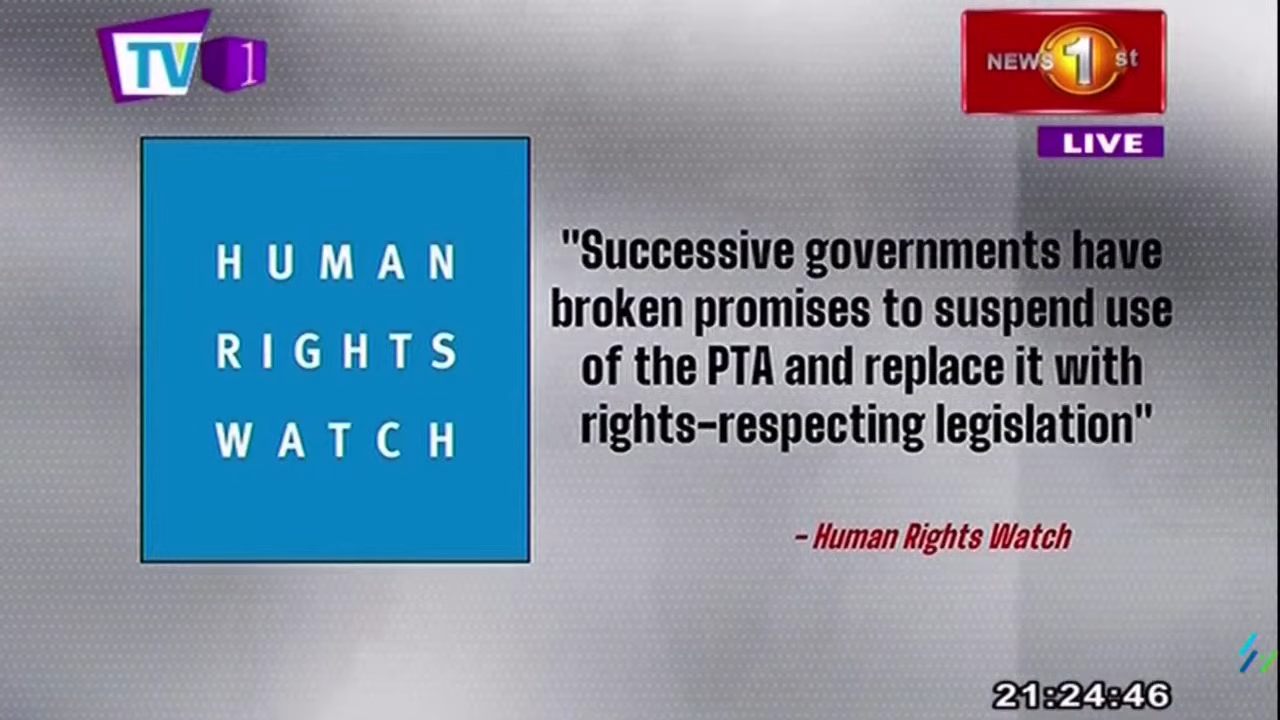 TV 1
NEWS 1st
LIVE
HUMAN
RIGHTS
WATCH
"Successive governments have
broken promises to suspend use
of the PTA and replace it with
rights-respecting legislation"
- Human Rights Watch
21:24:46